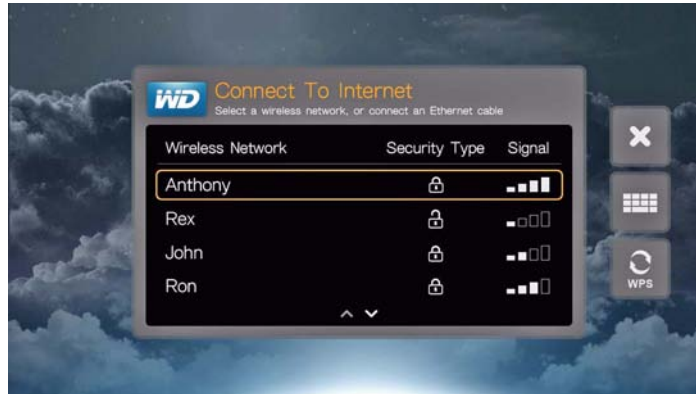 WD
Connect To Internet
Select a wireless network, or connect an Ethernet cable
Wireless Network Security Type Signal
Anthony
Rex
John
Ron
WPS